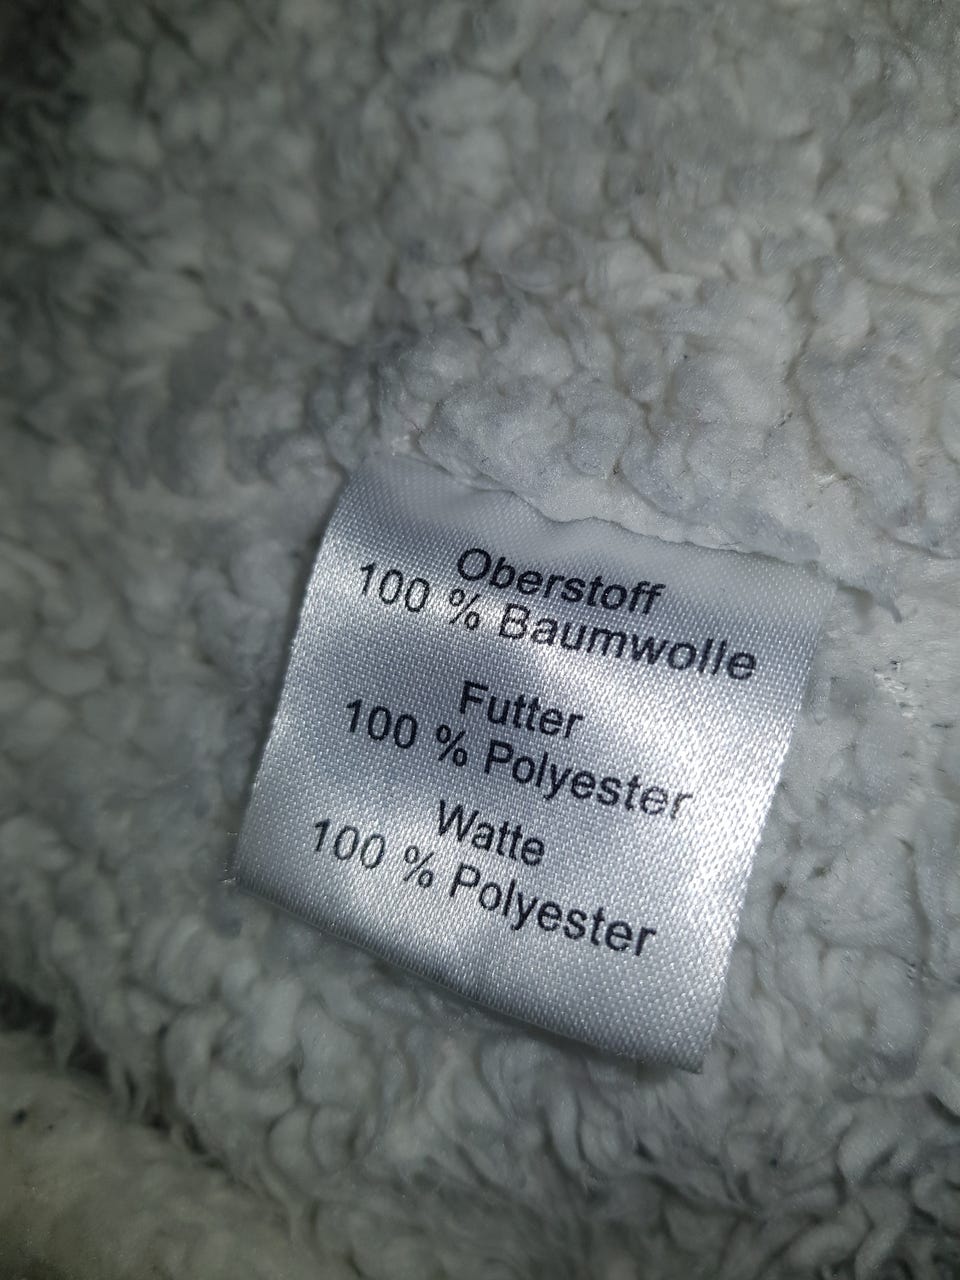 Oberstoff
100 % Baumwolle
Futter
100 % Polyester
Watte
100 % Polyester